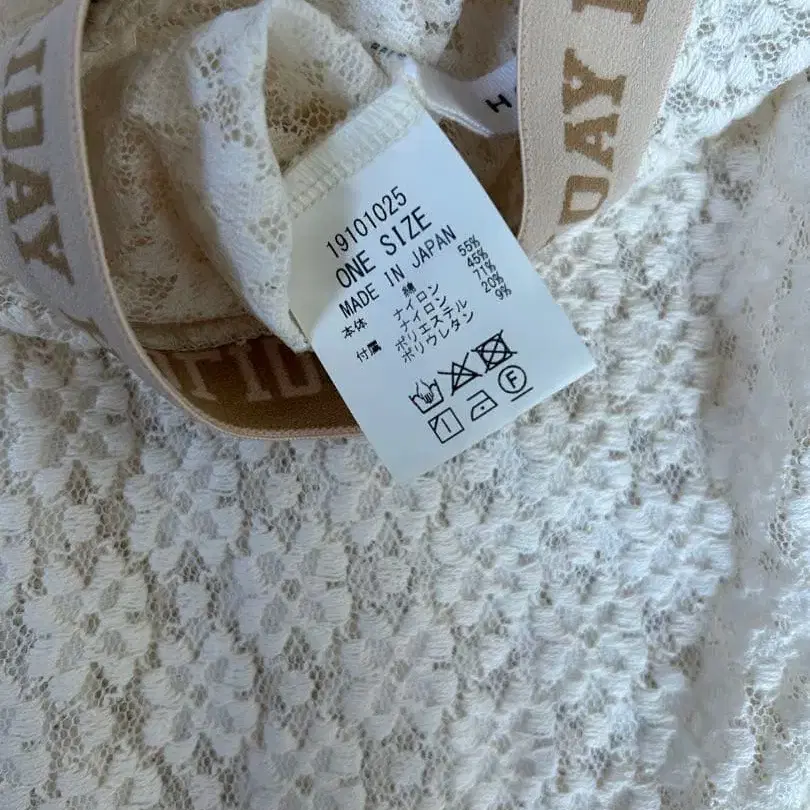 IDAY
DAY
H
19101025
ONE SIZE
MADE IN JAPAN
本体 綿 55%
ナイロン 45%
付属 ナイロン 71%
ポリエステル 20%
ポリウレタン 9%
F